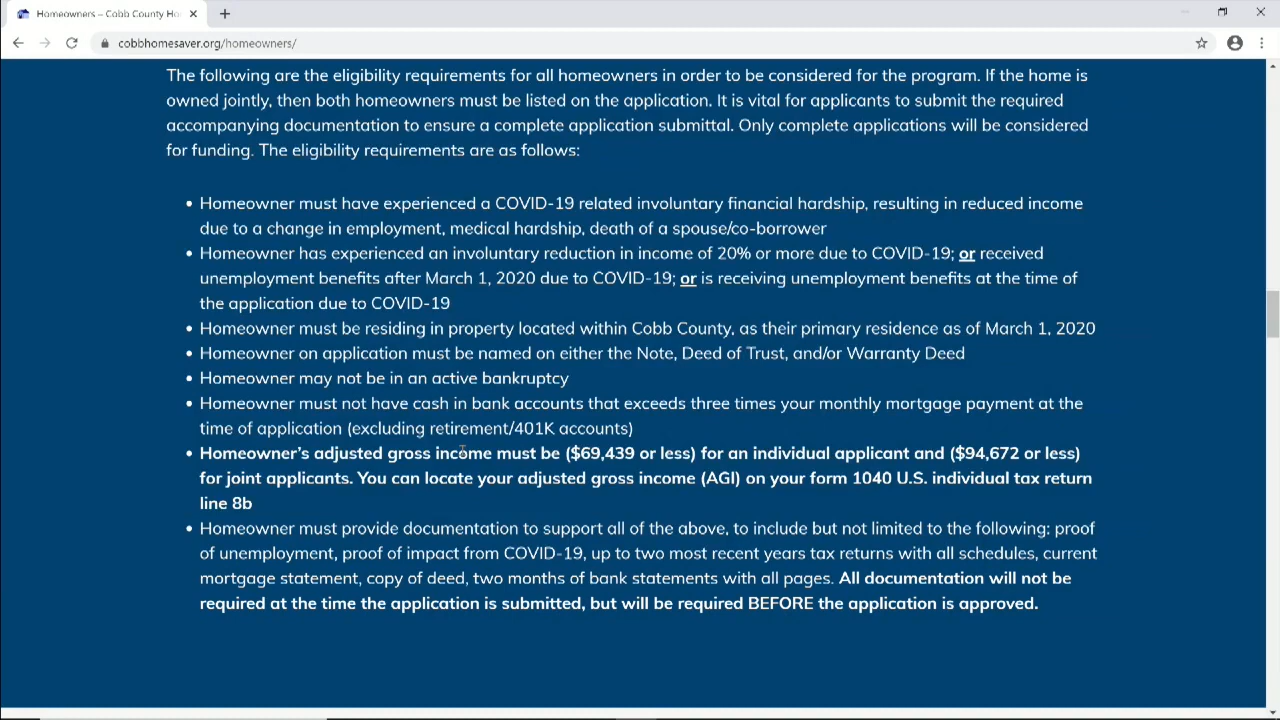 Homeowners – Cobb County Ho
cobbhomesaver.org/homeowners/
The following are the eligibility requirements for all homeowners in order to be considered for the program. If the home is
owned jointly, then both homeowners must be listed on the application. It is vital for applicants to submit the required
accompanying documentation to ensure a complete application submittal. Only complete applications will be considered
for funding. The eligibility requirements are as follows:
• Homeowner must have experienced a COVID-19 related involuntary financial hardship, resulting in reduced income
due to a change in employment, medical hardship, death of a spouse/co-borrower
• Homeowner has experienced an involuntary reduction in income of 20% or more due to COVID-19; or received
unemployment benefits after March 1, 2020 due to COVID-19; or is receiving unemployment benefits at the time of
the application due to COVID-19
• Homeowner must be residing in property located within Cobb County, as their primary residence as of March 1, 2020
• Homeowner on application must be named on either the Note, Deed of Trust, and/or Warranty Deed
• Homeowner may not be in an active bankruptcy
• Homeowner must not have cash in bank accounts that exceeds three times your monthly mortgage payment at the
time of application (excluding retirement/401K accounts)
• Homeowner's adjusted gross income must be ($69,439 or less) for an individual applicant and ($94,672 or less)
for joint applicants. You can locate your adjusted gross income (AGI) on your form 1040 U.S. individual tax return
line 8b
• Homeowner must provide documentation to support all of the above, to include but not limited to the following: proof
of unemployment, proof of impact from COVID-19, up to two most recent years tax returns with all schedules, current
mortgage statement, copy of deed, two months of bank statements with all pages. All documentation will not be
required at the time the application is submitted, but will be required BEFORE the application is approved.